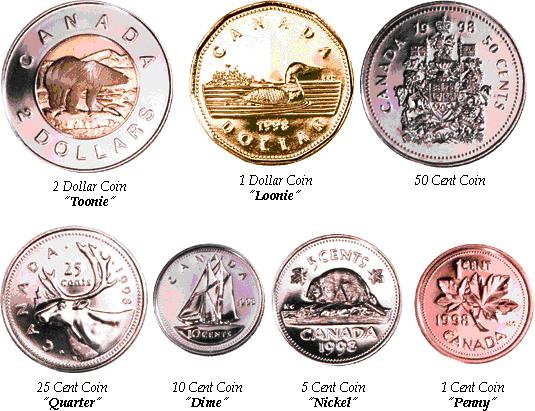 CANADA
2 DOLLARS
CANADA
1998
DOLLAR
1998
CANADA
50 CENTS
2 Dollar Coin
"Toonie"
1 Dollar Coin
"Loonie"
50 Cent Coin
CANADA
25
cents
1998
CANADA
1998
10 CENTS
5 CENTS
CANADA
1998
1 CENT
1998
CANADA
25 Cent Coin
"Quarter"
10 Cent Coin
"Dime"
5 Cent Coin
"Nickel"
1 Cent Coin
"Penny"